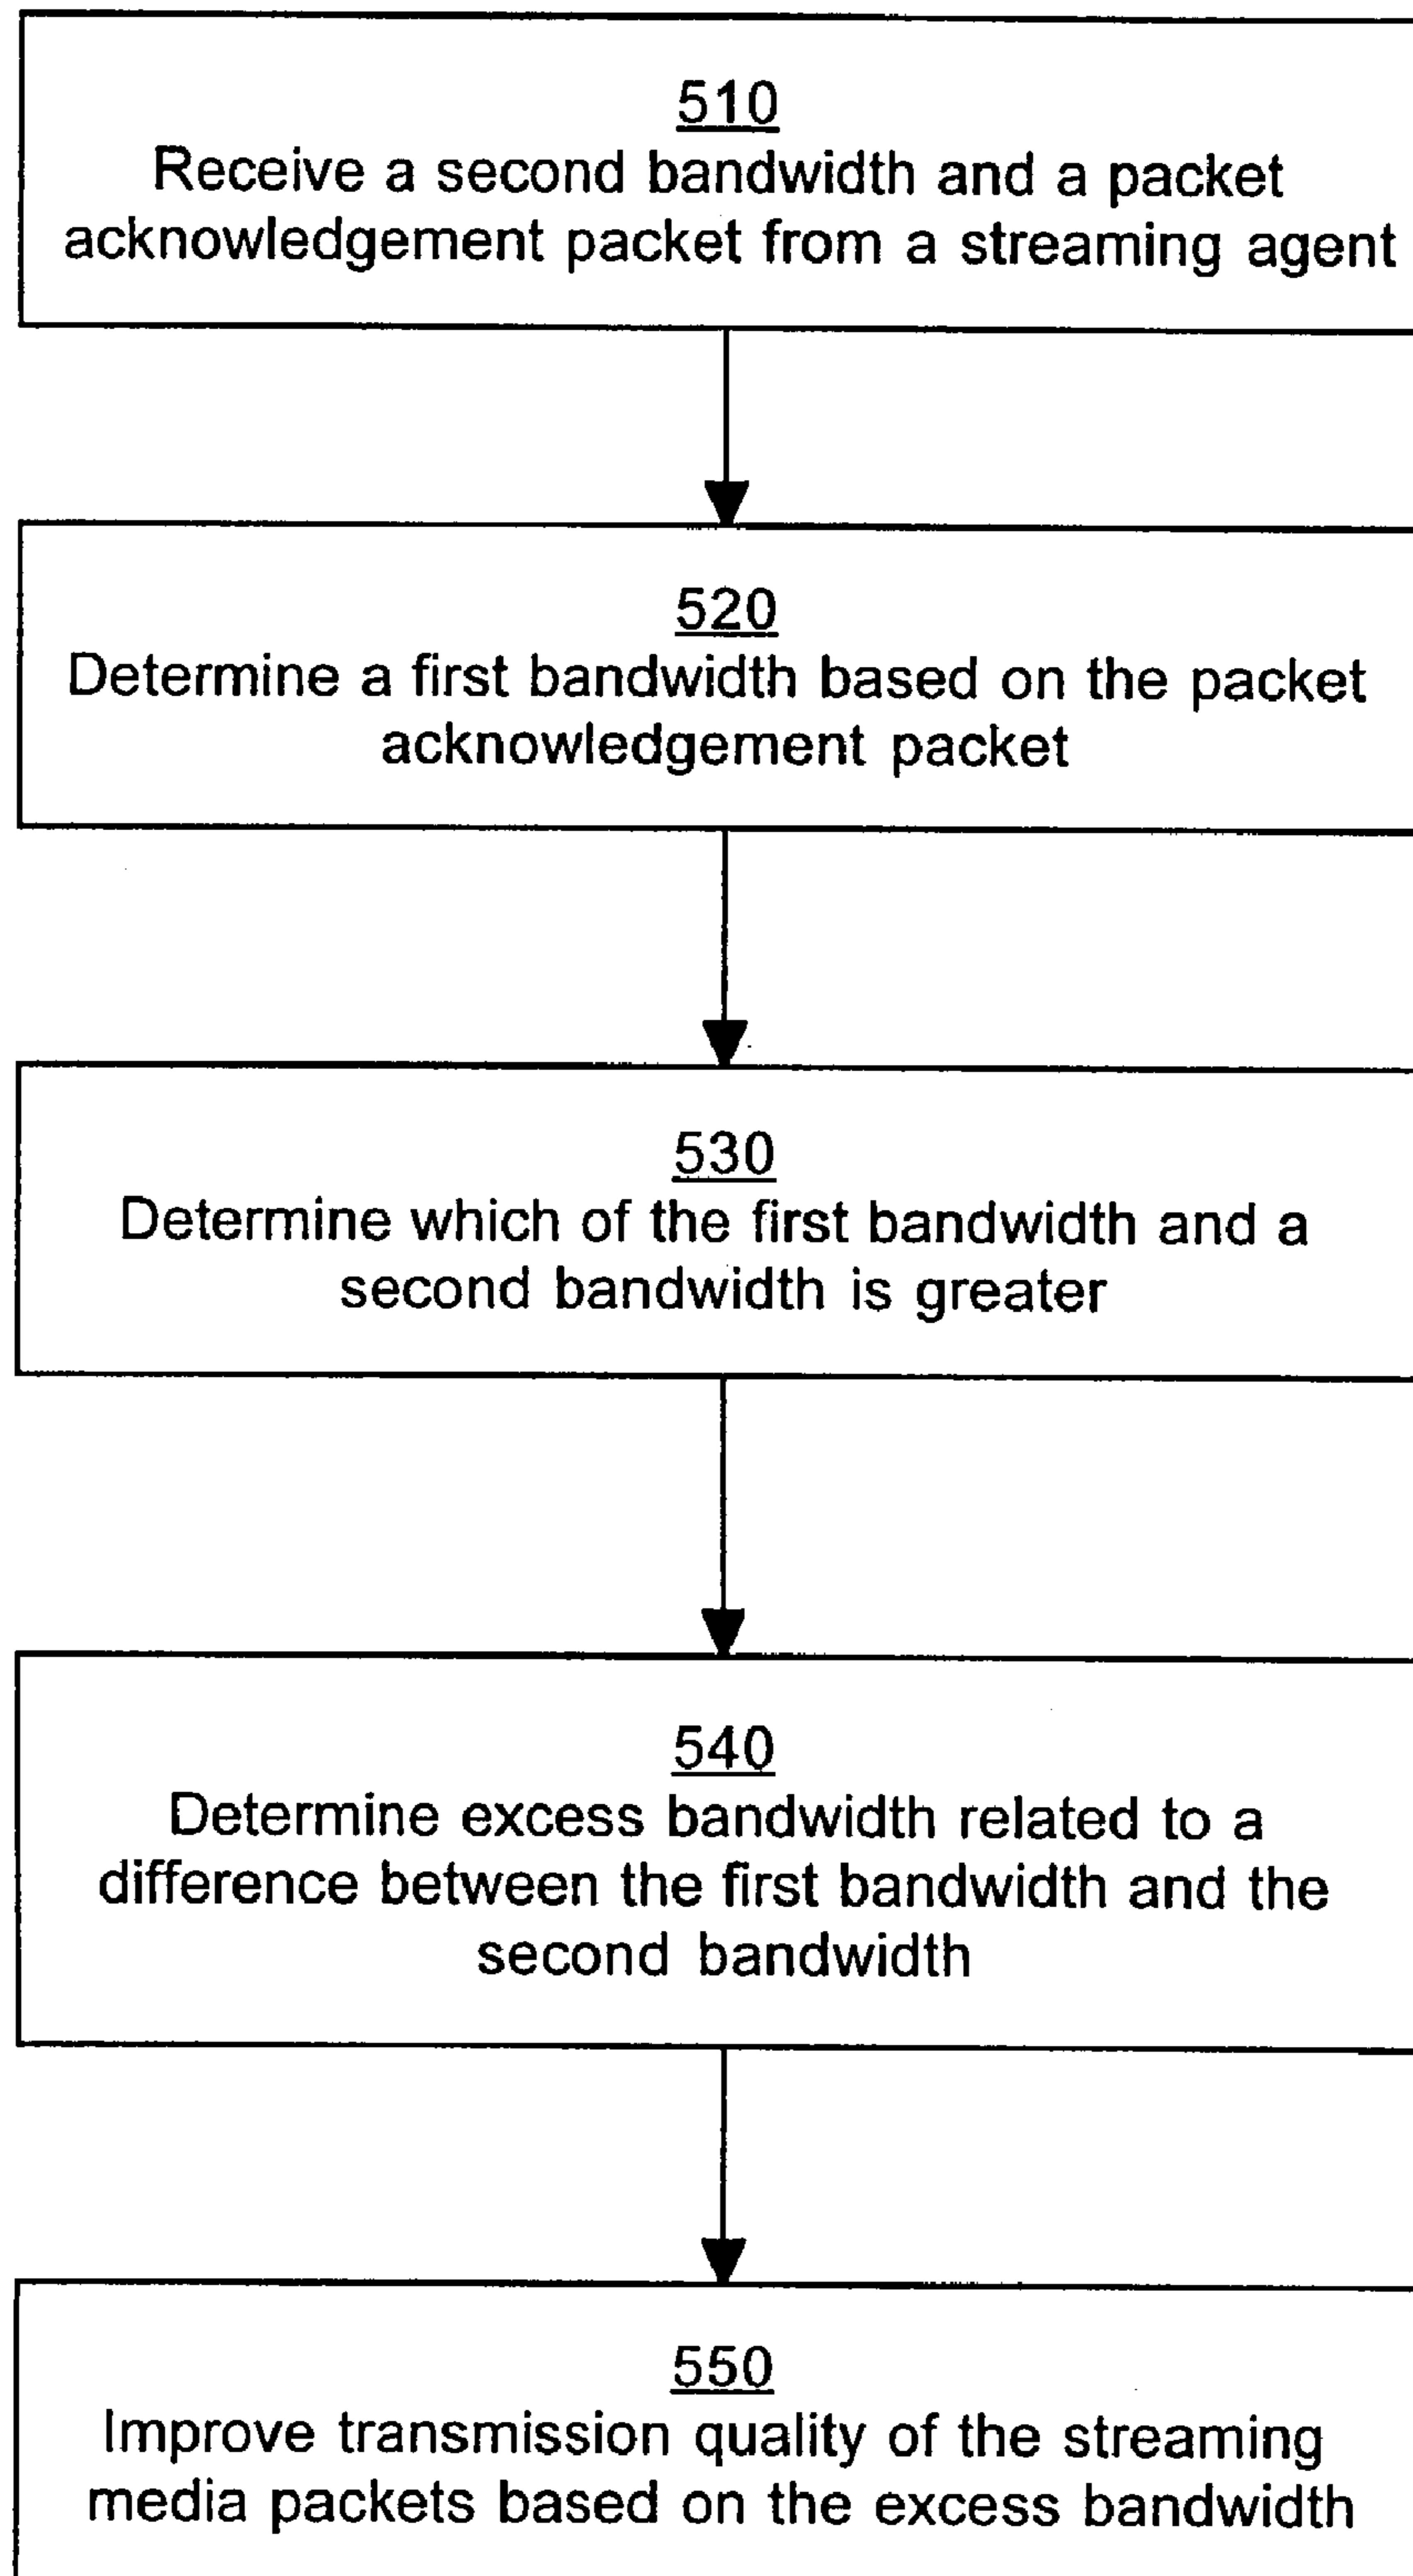 510
Receive a second bandwidth and a packet
acknowledgement packet from a streaming agent
520
Determine a first bandwidth based on the packet
acknowledgement packet
530
Determine which of the first bandwidth and a
second bandwidth is greater
540
Determine excess bandwidth related to a
difference between the first bandwidth and the
second bandwidth
550
Improve transmission quality of the streaming
media packets based on the excess bandwidth